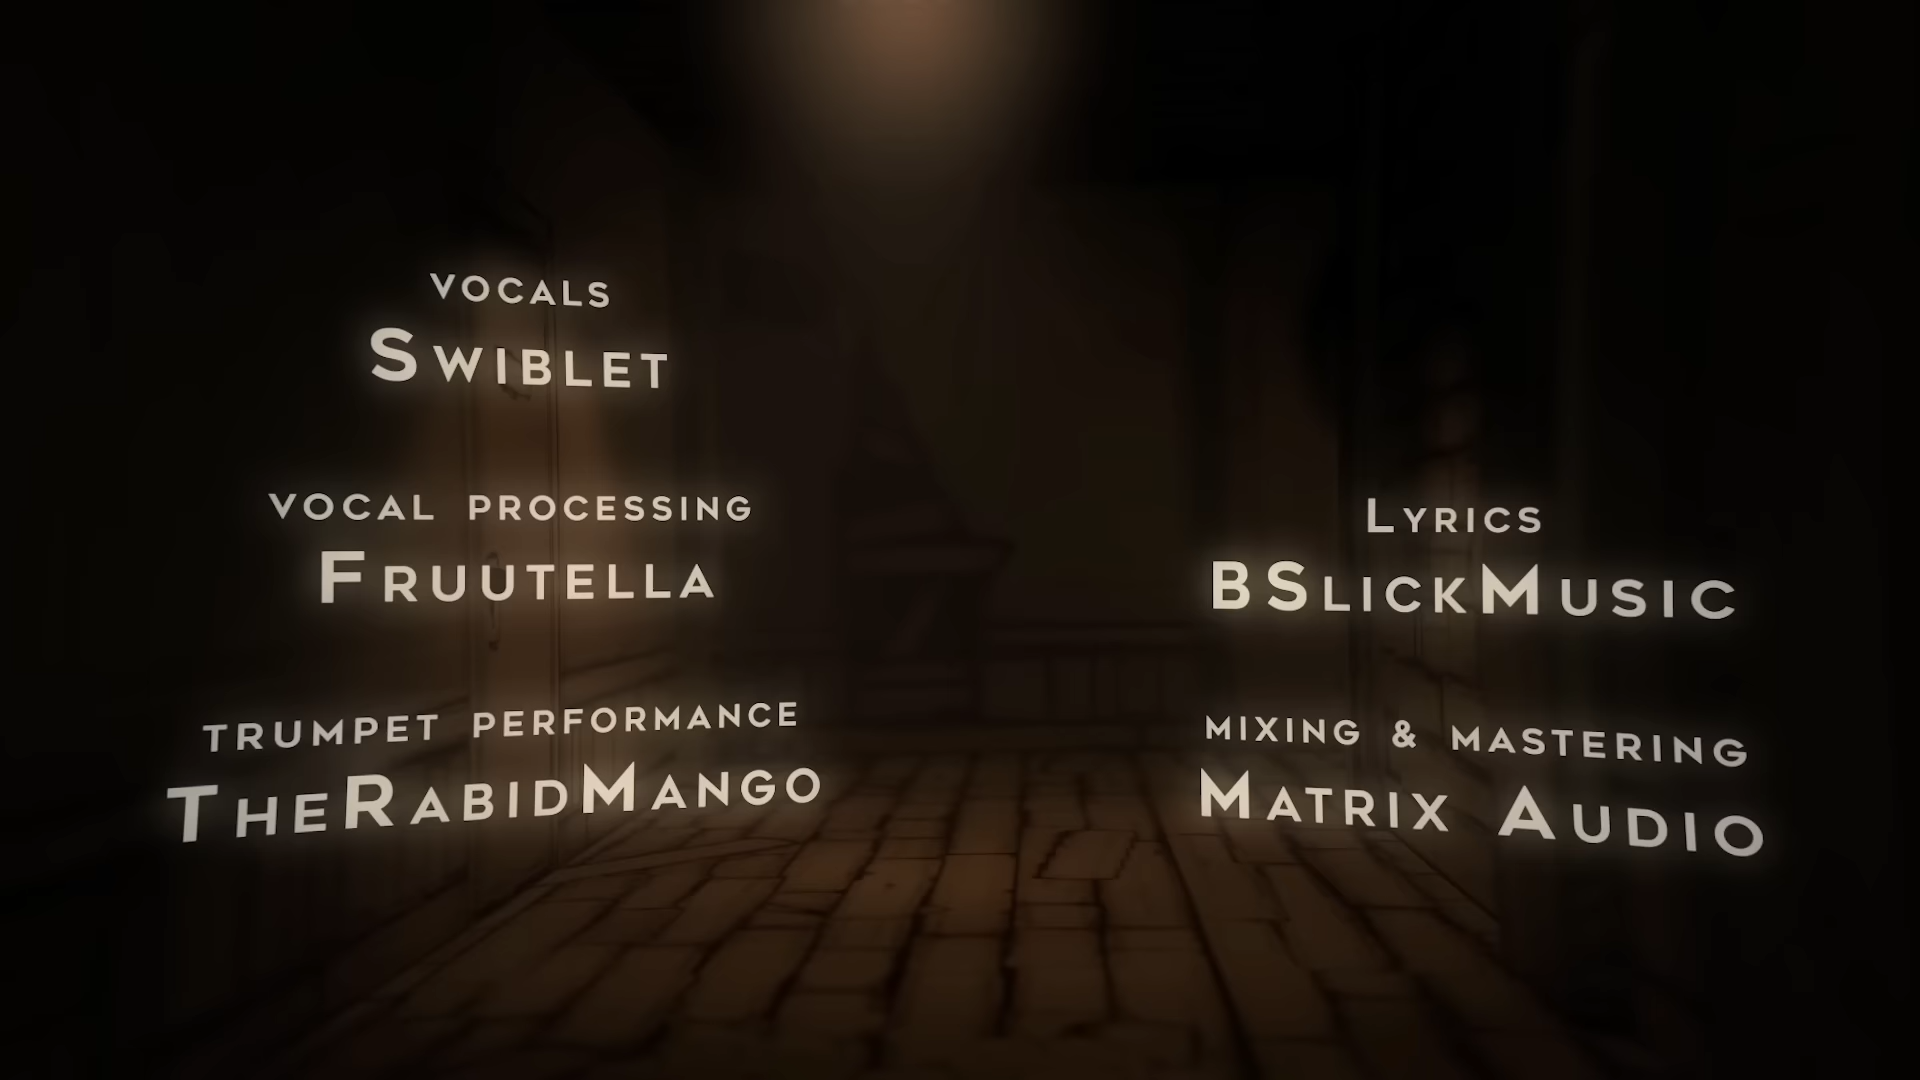 VOCALS
SWIBLET
VOCAL PROCESSING
FRUUTELLA
TRUMPET PERFORMANCE
THERABIDMANGO
LYRICS
BSLICKMUSIC
MIXING & MASTERING
MATRIX AUDIO